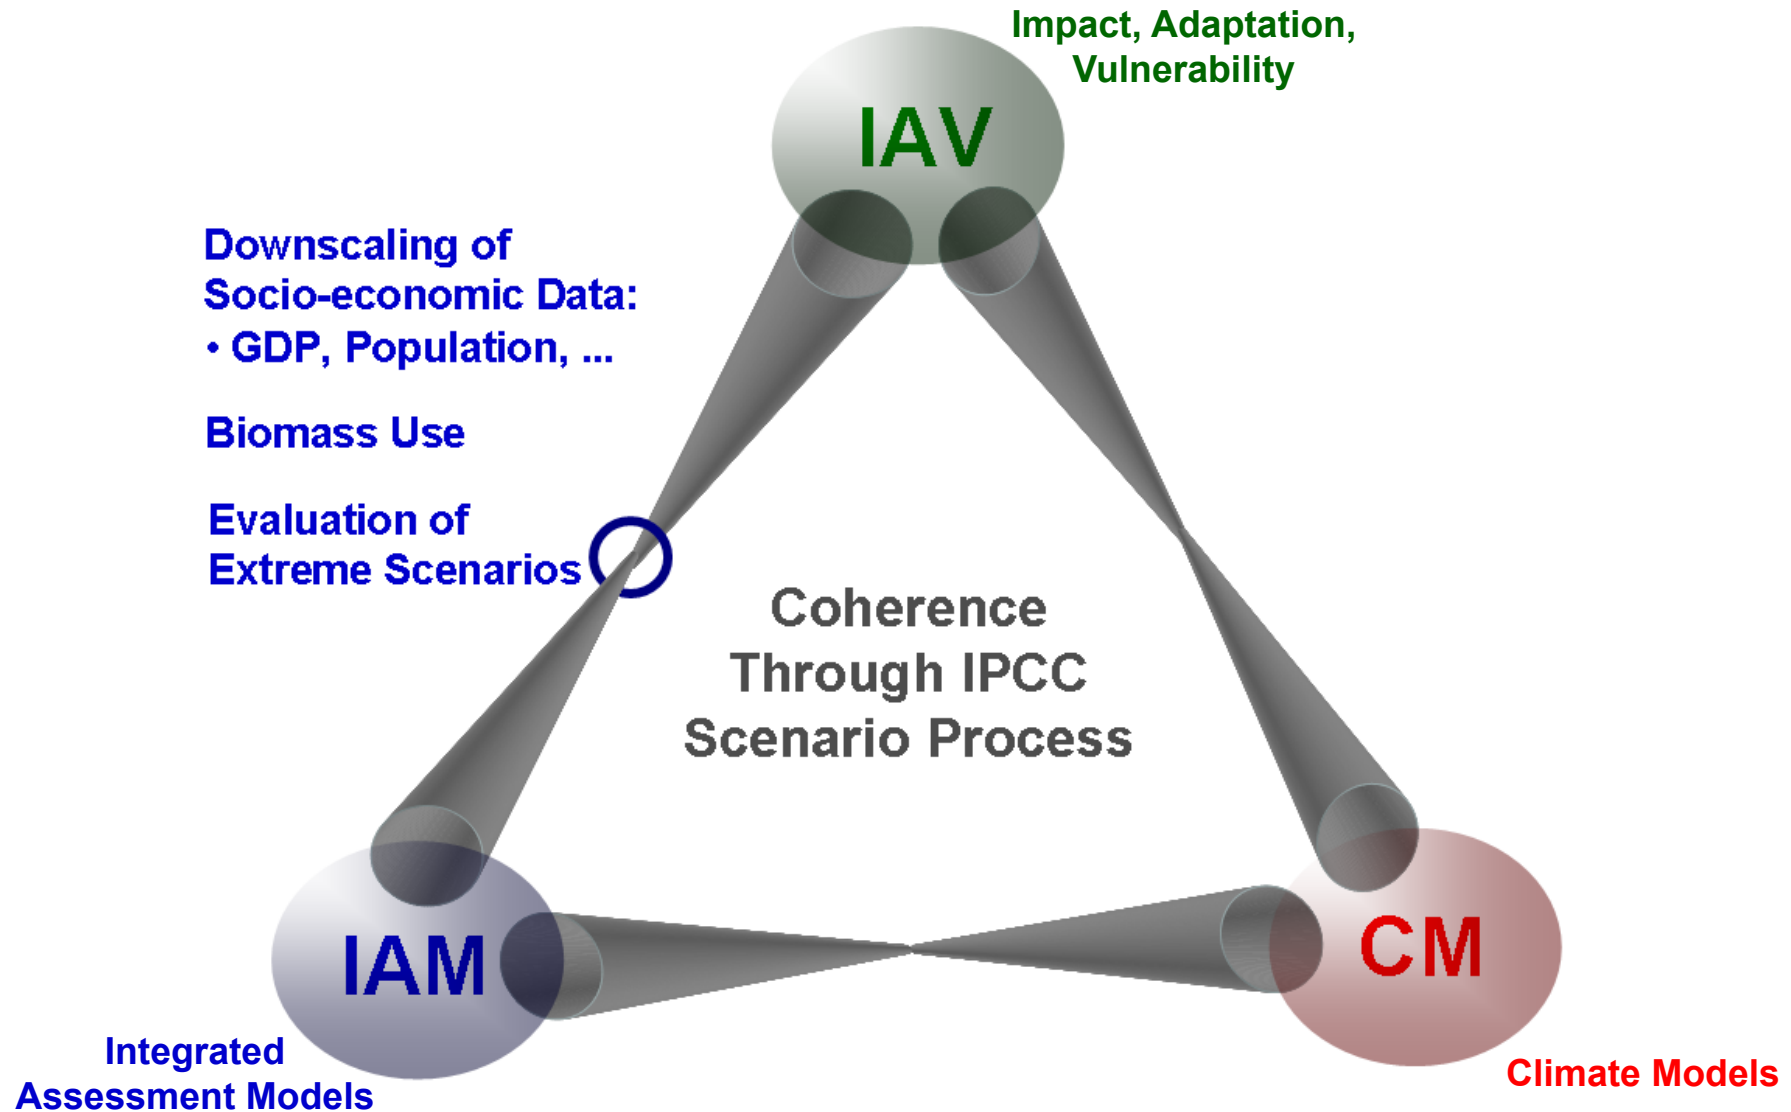 Impact, Adaptation,
Vulnerability
IAV
Downscaling of
Socio-economic Data:
• GDP, Population, ...
Biomass Use
Evaluation of
Extreme Scenarios
Coherence
Through IPCC
Scenario Process
IAM
CM
Integrated
Assessment Models
Climate Models